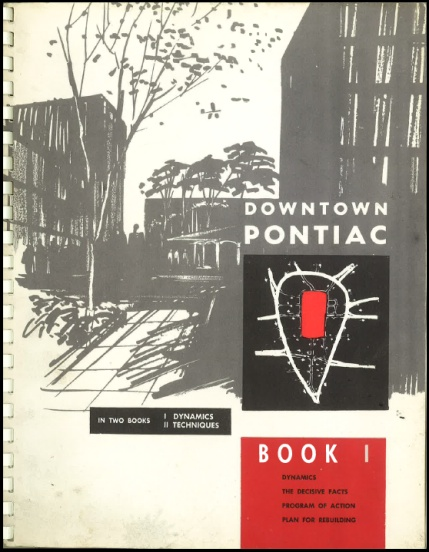 DOWNTOWN
PONTIAC
IN TWO BOOKS I DYNAMICS
II TECHNIQUES
BOOK I
DYNAMICS
THE DECISIVE FACTS
PROGRAM OF ACTION
PLAN FOR REBUILDING